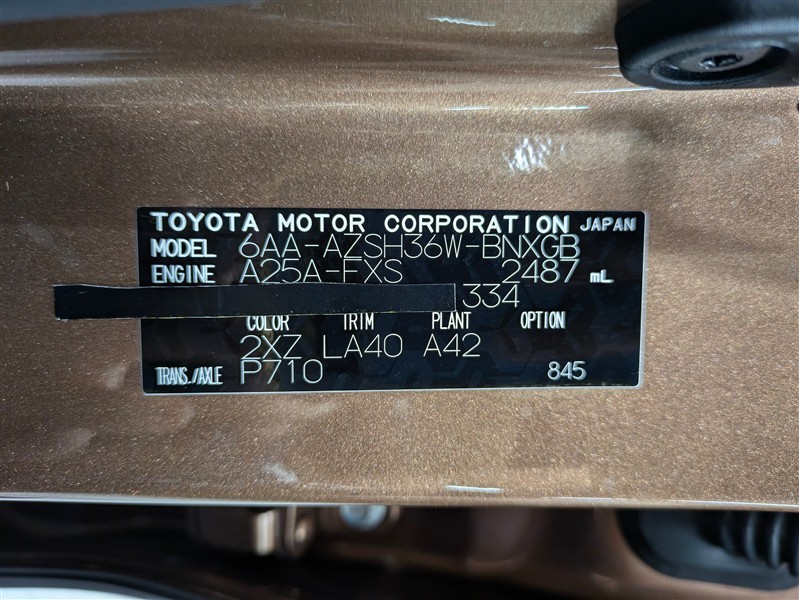 TOYOTA MOTOR CORPORATION JAPAN
MODEL 6AA-AZSH36W-BNXGB
ENGINE A25A-FXS 2487 mL
334
COLOR TRIM PLANT OPTION
2XZ LA40 A42
TRANS./AXLE P710 845